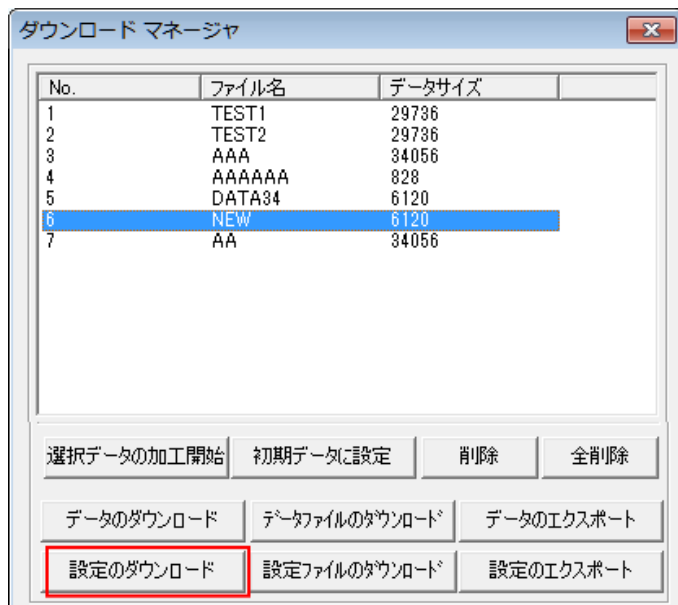 ダウンロード マネージャ
No. ファイル名 データサイズ
1 TEST1 29736
2 TEST2 29736
3 AAA 34056
4 AAAAAA 828
5 DATA34 6120
6 NEW 6120
7 AA 34056
選択データの加工開始 初期データに設定 削除 全削除
データのダウンロード ﾃﾞｰﾀﾌｧｲﾙのﾀﾞｳﾝﾛｰﾄﾞ データのエクスポート
設定のダウンロード 設定ﾌｧｲﾙのﾀﾞｳﾝﾛｰﾄﾞ 設定のエクスポート